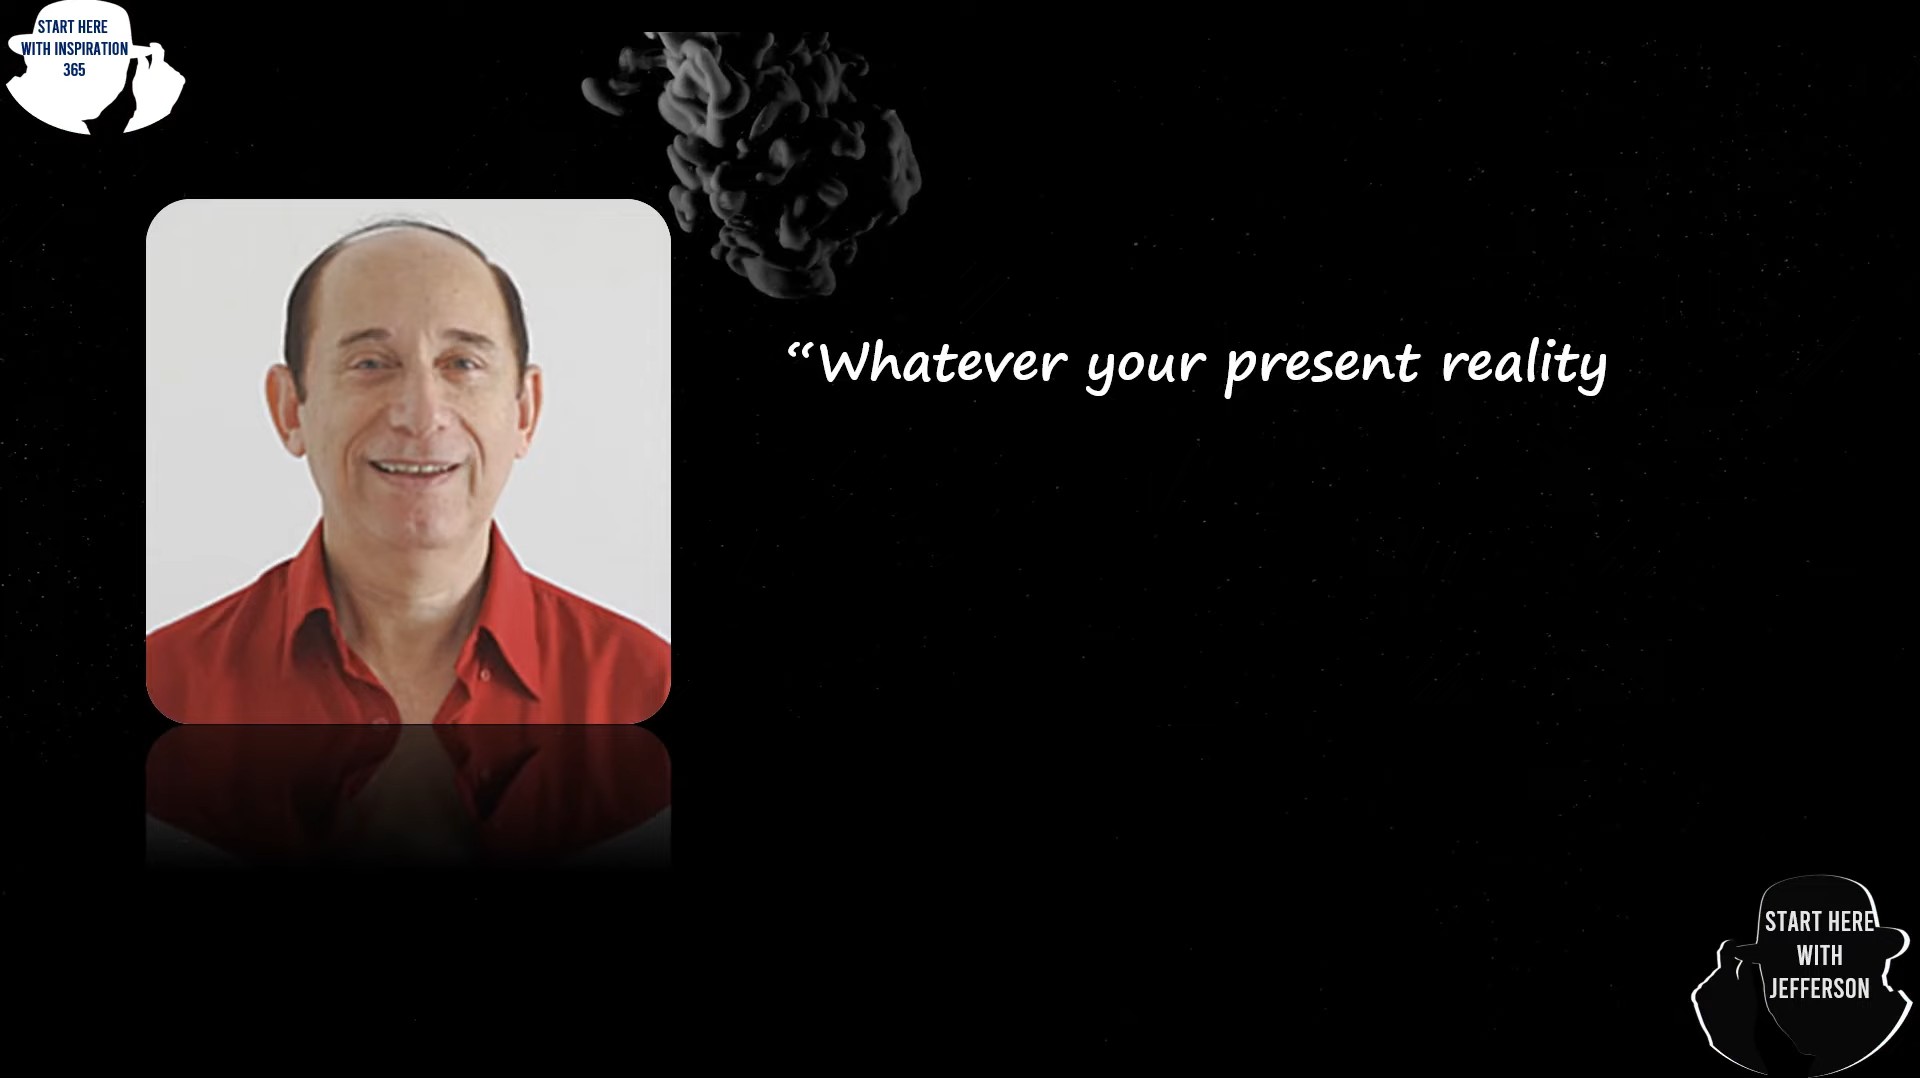 START HERE
WITH INSPIRATION
365
“Whatever your present reality
START HERE
WITH
JEFFERSON